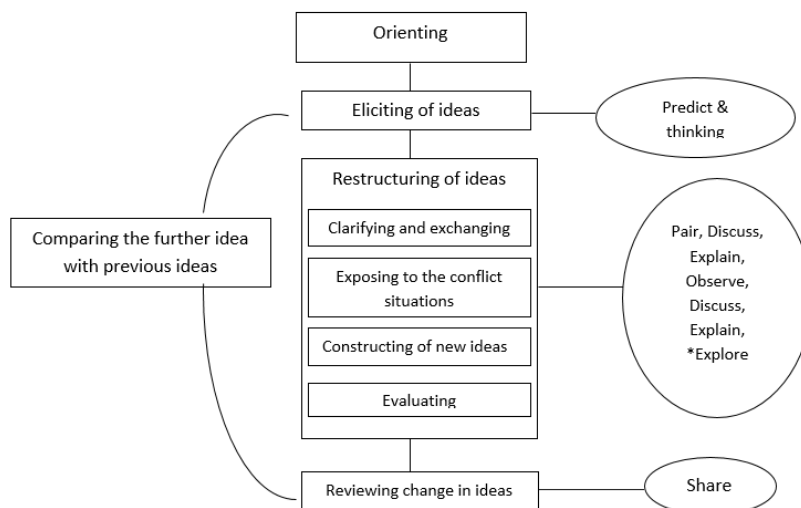 Orienting
Eliciting of ideas
Predict &
thinking
Restructuring of ideas
Clarifying and exchanging
Exposing to the conflict
situations
Constructing of new ideas
Evaluating
Pair, Discuss,
Explain,
Observe,
Discuss,
Explain,
*Explore
Comparing the further idea
with previous ideas
Reviewing change in ideas
Share